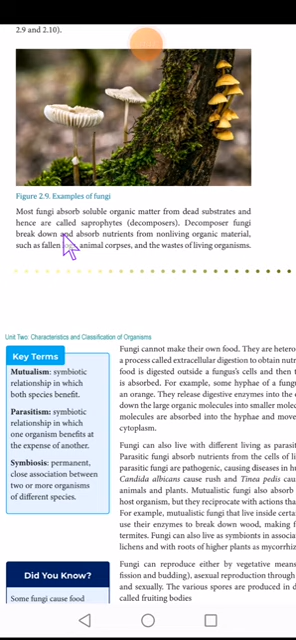 2.9 and 2.10).
Figure 2.9. Examples of fungi
Most fungi absorb soluble organic matter from dead substrates and
hence are called saprophytes (decomposers). Decomposer fungi
break down and absorb nutrients from nonliving organic material,
such as fallen animal corpses, and the wastes of living organisms.
Unit Two: Characteristics and Classification of Organisms
Key Terms
Mutualism: symbiotic
relationship in which
both species benefit.
Parasitism: symbiotic
relationship in which
one organism benefits at
the expense of another.
Symbiosis: permanent,
close association between
two or more organisms
of different species.
Did You Know?
Some fungi cause food
Fungi cannot make their own food. They are hetero
a process called extracellular digestion to obtain nutr
food is digested outside a fungus's cells and then t
is absorbed. For example, some hyphae of a fung
an orange. They release digestive enzymes into the
down the large organic molecules into smaller molec
molecules are absorbed into the hyphae and move
cytoplasm.
Fungi can also live with different living as parasit
Parasitic fungi absorb nutrients from the cells of li
parasitic fungi are pathogenic, causing diseases in h
Candida albicans cause rush and Tinea pedis cau
animals and plants. Mutualistic fungi also absorb
host organism, but they reciprocate with actions tha
For example, mutualistic fungi that live inside certa
use their enzymes to break down wood, making f
termites. Fungi can also live as symbionts in associa
lichens and with roots of higher plants as mycorrhiz
Fungi can reproduce either by vegetative means
fission and budding), asexual reproduction through
and sexually. The various spores are produced in d
called fruiting bodies